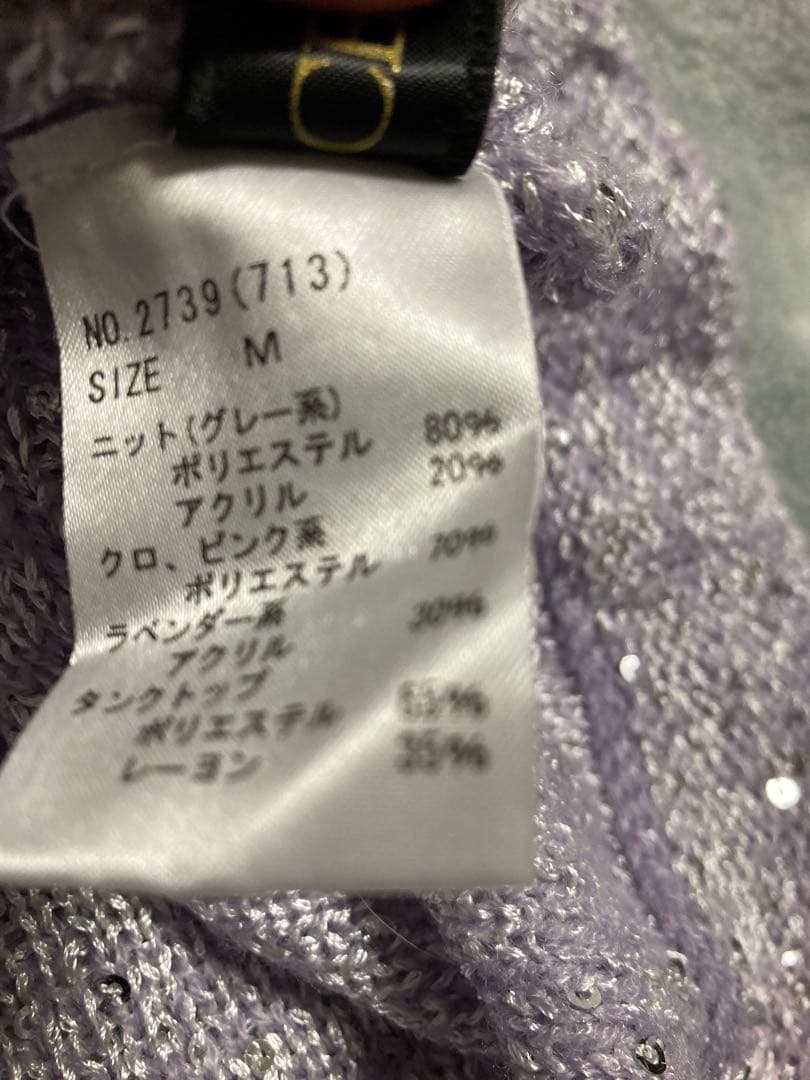 NO.2739(713)
SIZE M
ニット(グレー系)
ポリエステル 80%
アクリル 20%
クロ、ピンク系
ポリエステル 70%
ラベンダー系
アクリル 30%
タンクトップ
ポリエステル 65%
レーヨン 35%